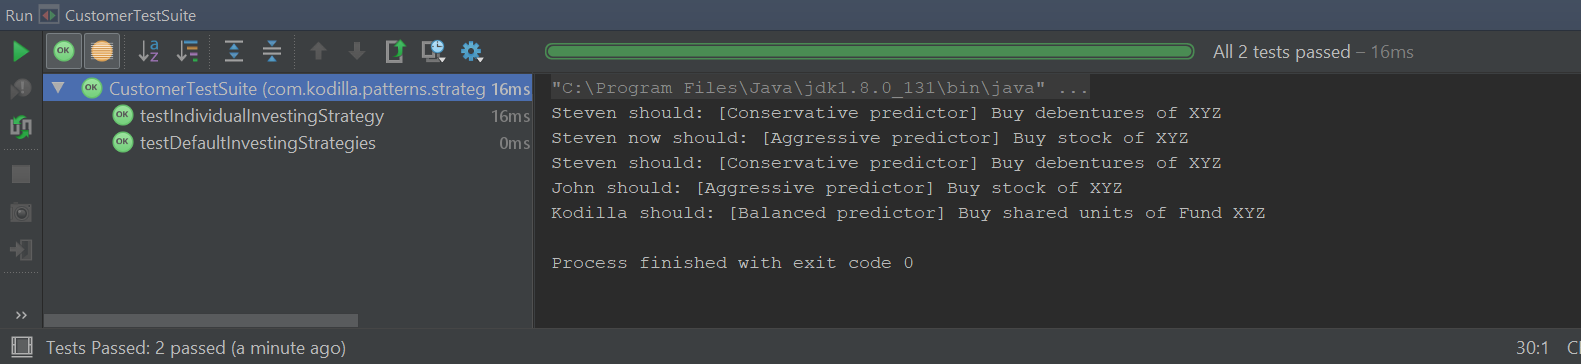 Run CustomerTestSuite
OK
All 2 tests passed – 16ms
OK CustomerTestSuite (com.kodilla.patterns.strateg 16ms
OK testIndividualInvestingStrategy 16ms
OK testDefaultInvestingStrategies 0ms
"C:\Program Files\Java\jdk1.8.0_131\bin\java" ...
Steven should: [Conservative predictor] Buy debentures of XYZ
Steven now should: [Aggressive predictor] Buy stock of XYZ
Steven should: [Conservative predictor] Buy debentures of XYZ
John should: [Aggressive predictor] Buy stock of XYZ
Kodilla should: [Balanced predictor] Buy shared units of Fund XYZ
Process finished with exit code 0
Tests Passed: 2 passed (a minute ago)
30:1